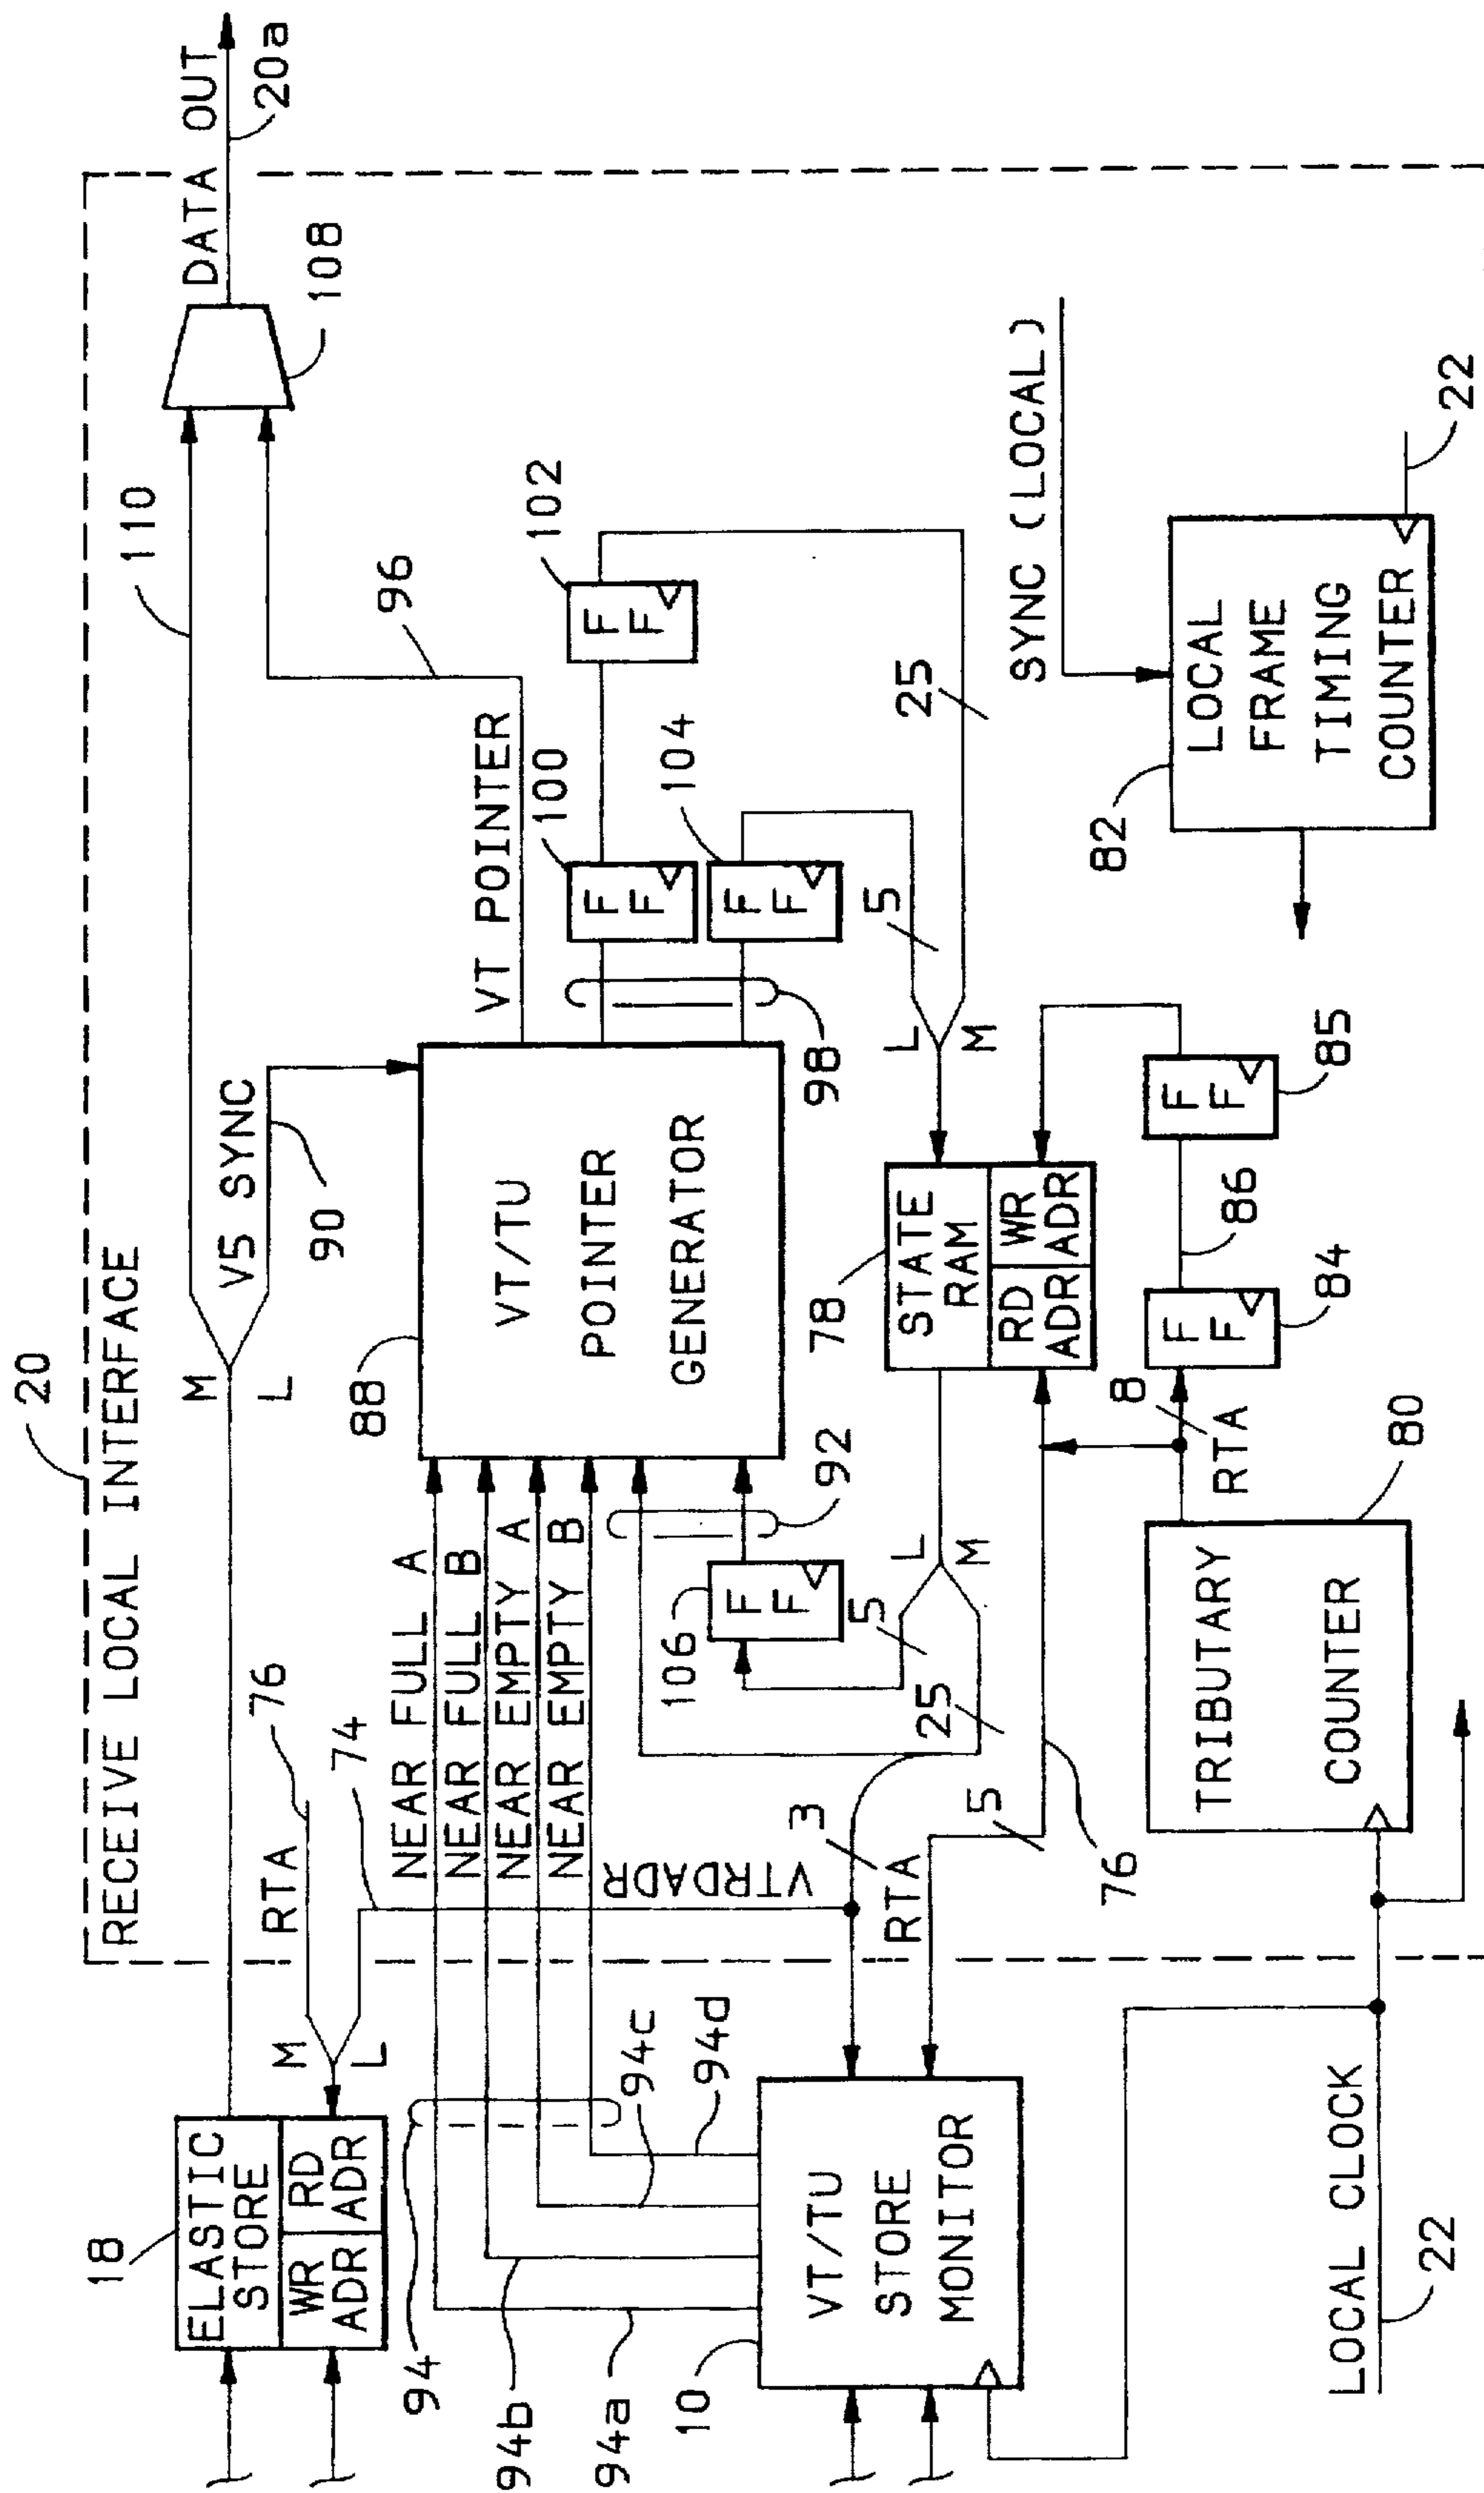 20
RECEIVE LOCAL INTERFACE
18
ELASTIC
STORE
WR
ADR
RD
ADR
M
L
RTA
76
74
M
L
V5 SYNC
90
110
108
DATA OUT
20a
94
94b
94a
94c
94d
NEAR FULL A
NEAR FULL B
NEAR EMPTY A
NEAR EMPTY B
VTRDADR
88
VT/TU
POINTER
GENERATOR
VT POINTER
96
92
98
106
F
F
100
F
F
102
F
F
104
F
F
10
VT/TU
STORE
MONITOR
3
RTA
5
76
25
5
L
M
78
STATE
RAM
RD
ADR
WR
ADR
L
M
5
25
LOCAL CLOCK
22
TRIBUTARY
COUNTER
80
8
RTA
84
F
F
86
85
F
F
82
LOCAL
FRAME
TIMING
COUNTER
SYNC (LOCAL)
22